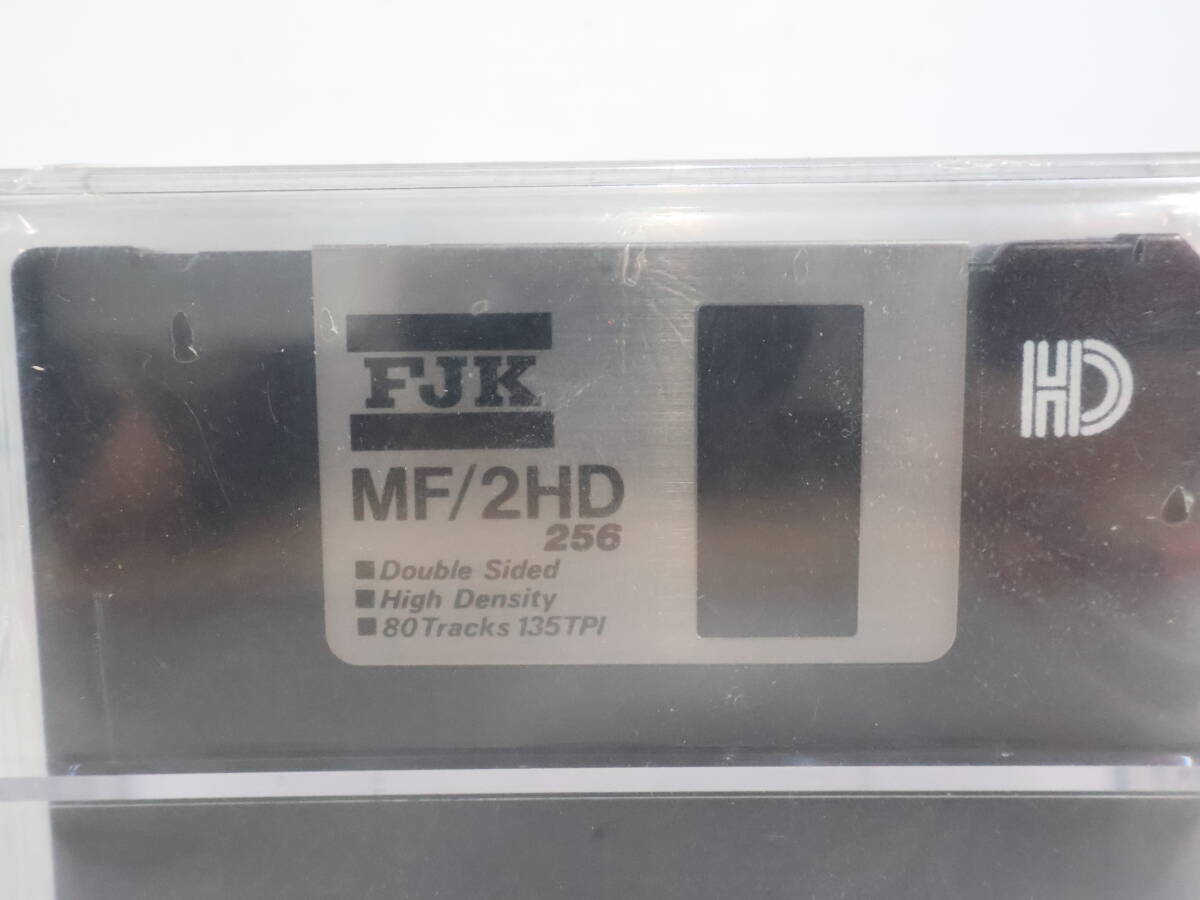 FJK
MF/2HD
256
Double Sided
High Density
80 Tracks 135TPI
HD